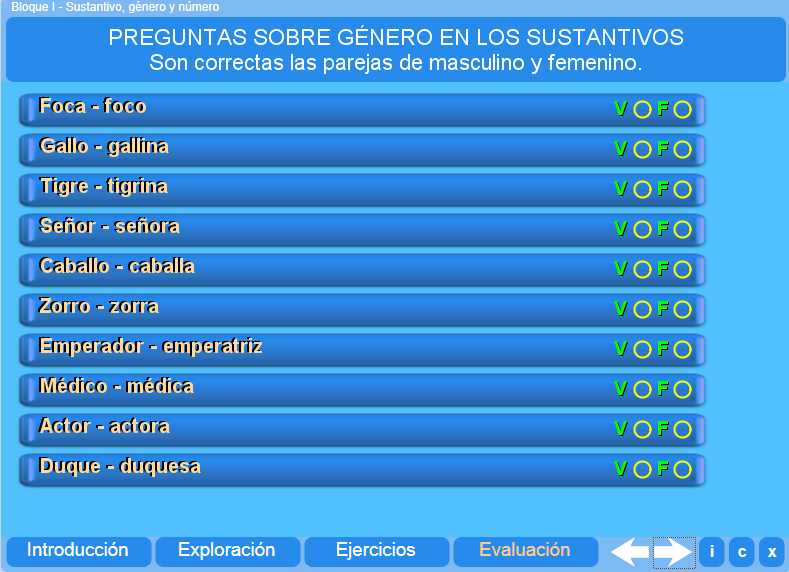 Bloque I - Sustantivo, género y número
PREGUNTAS SOBRE GÉNERO EN LOS SUSTANTIVOS
Son correctas las parejas de masculino y femenino.
Foca - foco V F
Gallo - gallina V F
Tigre - tigrina V F
Señor - señora V F
Caballo - caballa V F
Zorro - zorra V F
Emperador - emperatriz V F
Médico - médica V F
Actor - actora V F
Duque - duquesa V F
Introducción Exploración Ejercicios Evaluación i c x